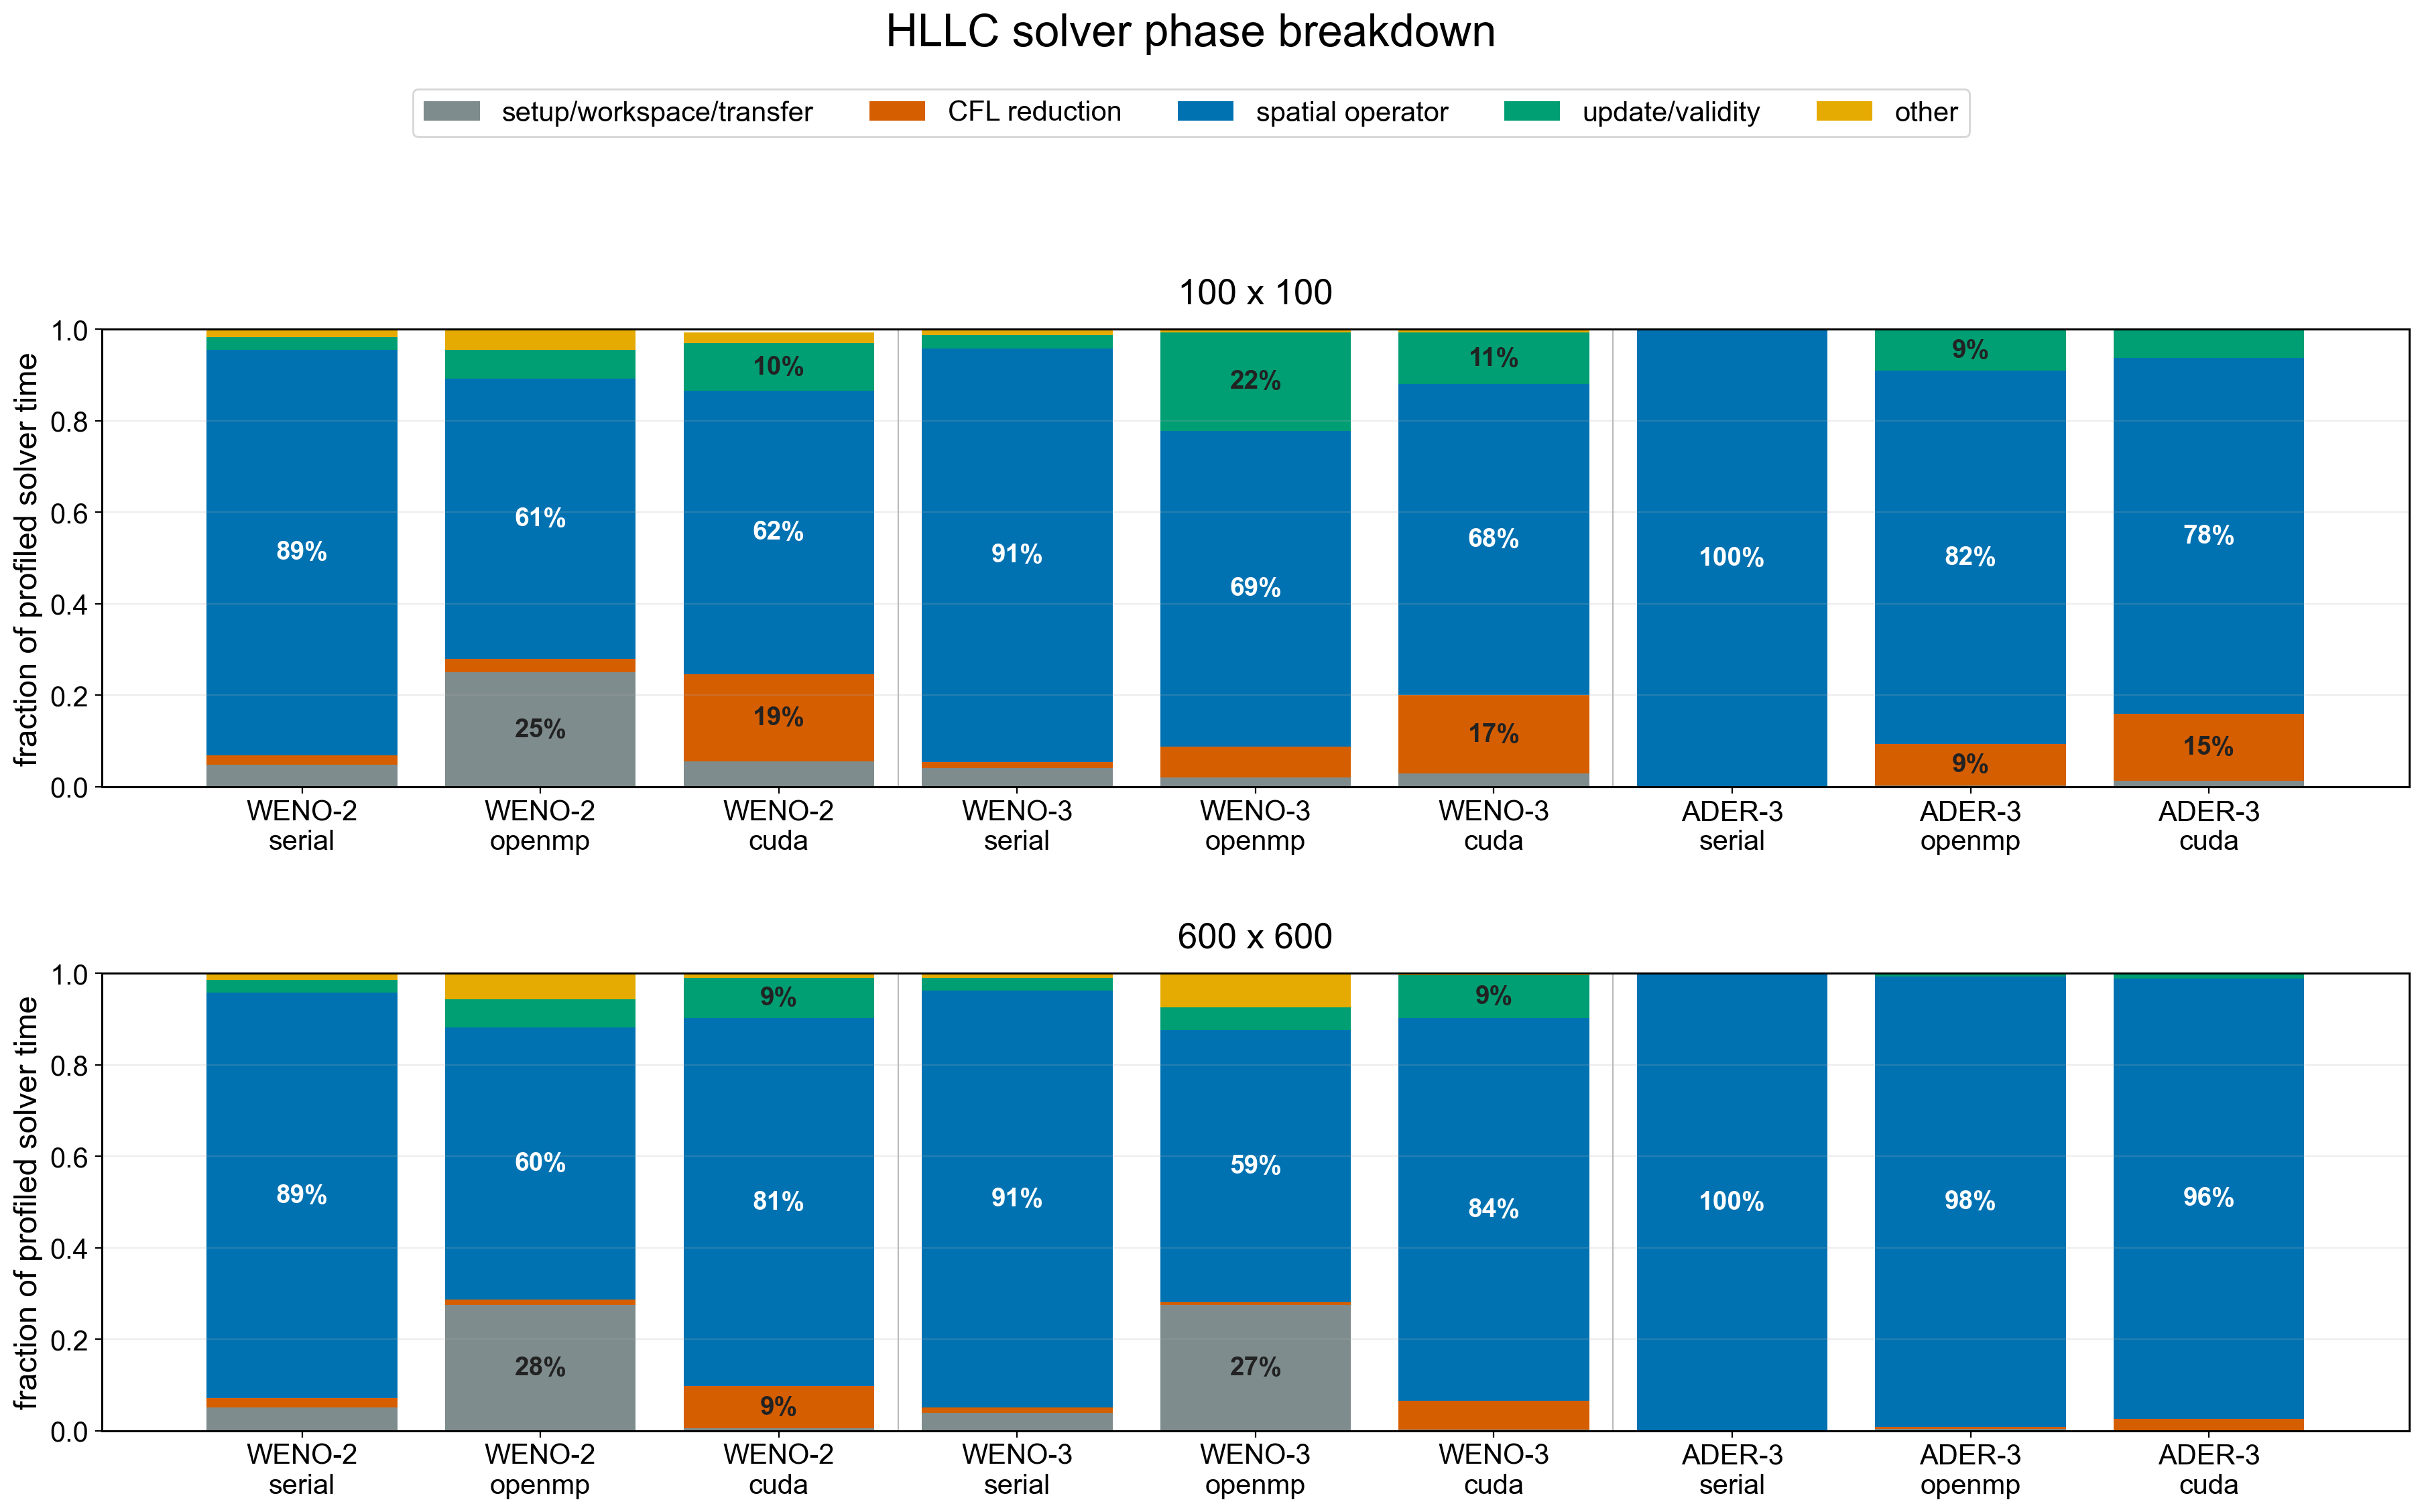 HLLC solver phase breakdown
setup/workspace/transfer CFL reduction spatial operator update/validity other
100 x 100
fraction of profiled solver time
1.0
0.8
0.6
0.4
0.2
0.0
89%
61%
25%
10%
62%
19%
91%
22%
69%
11%
68%
17%
100%
9%
82%
9%
78%
15%
WENO-2 serial
WENO-2 openmp
WENO-2 cuda
WENO-3 serial
WENO-3 openmp
WENO-3 cuda
ADER-3 serial
ADER-3 openmp
ADER-3 cuda
600 x 600
fraction of profiled solver time
1.0
0.8
0.6
0.4
0.2
0.0
89%
60%
28%
9%
81%
9%
91%
59%
27%
9%
84%
100%
98%
96%
WENO-2 serial
WENO-2 openmp
WENO-2 cuda
WENO-3 serial
WENO-3 openmp
WENO-3 cuda
ADER-3 serial
ADER-3 openmp
ADER-3 cuda